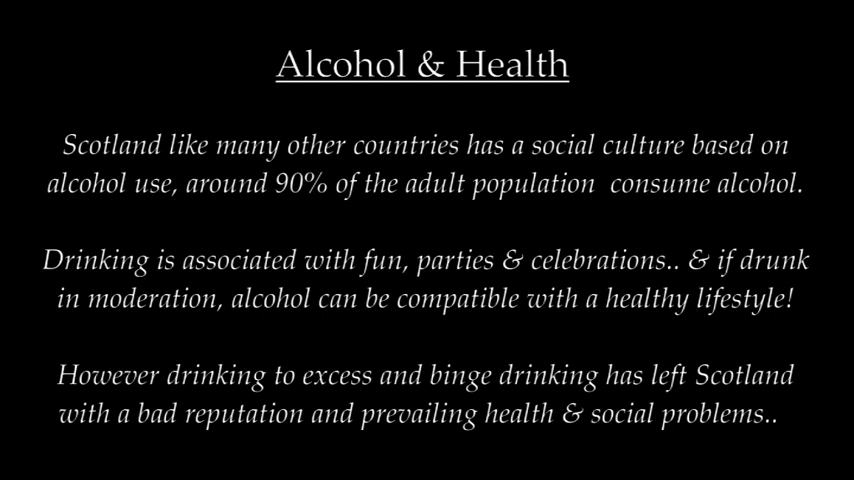 Alcohol & Health
Scotland like many other countries has a social culture based on
alcohol use, around 90% of the adult population  consume alcohol.
Drinking is associated with fun, parties & celebrations.. & if drunk
in moderation, alcohol can be compatible with a healthy lifestyle!
However drinking to excess and binge drinking has left Scotland
with a bad reputation and prevailing health & social problems..